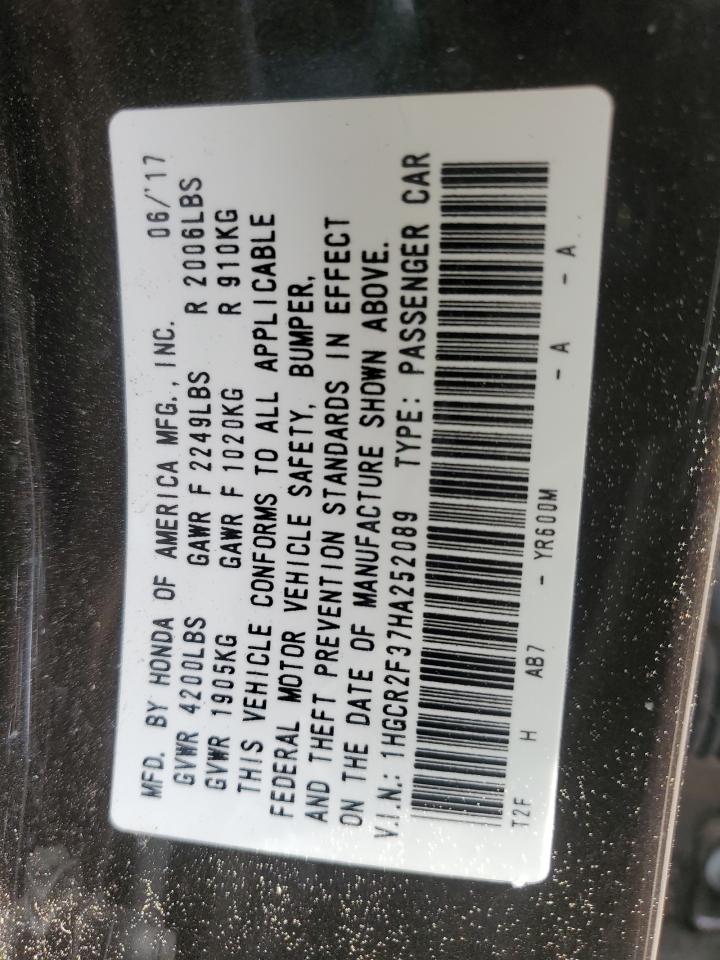 MFD. BY HONDA OF AMERICA MFG., INC. 06/'17
GVWR 4200LBS GAWR F 2249LBS R 2006LBS
GVWR 1905KG GAWR F 1020KG R 910KG
THIS VEHICLE CONFORMS TO ALL APPLICABLE
FEDERAL MOTOR VEHICLE SAFETY, BUMPER,
AND THEFT PREVENTION STANDARDS IN EFFECT
ON THE DATE OF MANUFACTURE SHOWN ABOVE.
V.I.N.: 1HGCR2F37HA252089 TYPE: PASSENGER CAR
T2F H AB7 - YR600M - A - A